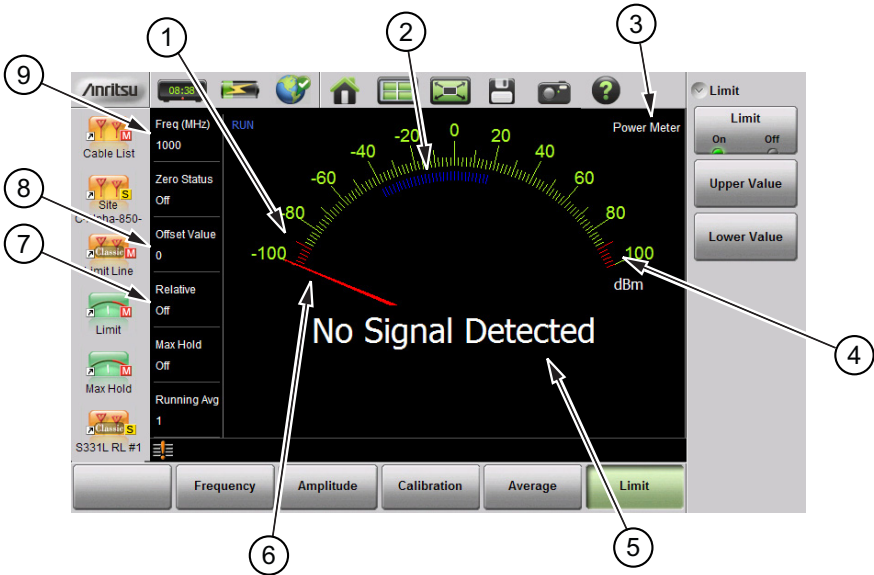 1
2
3
9
8
7
4
6
5
Anritsu
08:38
Limit
Cable List
M
Site
S
Classic M
Limit Line
M
Limit
M
Max Hold
Classic S
S331L RL #1
Freq (MHz)
1000
Zero Status
Off
Offset Value
0
Relative
Off
Max Hold
Off
Running Avg
1
RUN
Power Meter
-100
-80
-60
-40
-20
0
20
40
60
80
100
dBm
No Signal Detected
Limit
On Off
Upper Value
Lower Value
Frequency
Amplitude
Calibration
Average
Limit